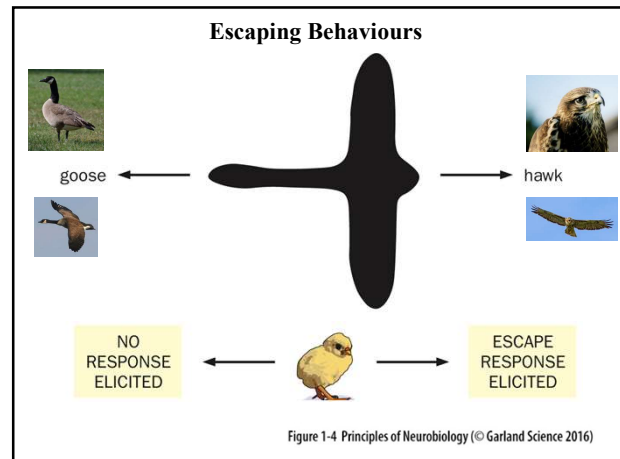 Escaping Behaviours
goose
hawk
NO
RESPONSE
ELICITED
ESCAPE
RESPONSE
ELICITED
Figure 1-4 Principles of Neurobiology (© Garland Science 2016)